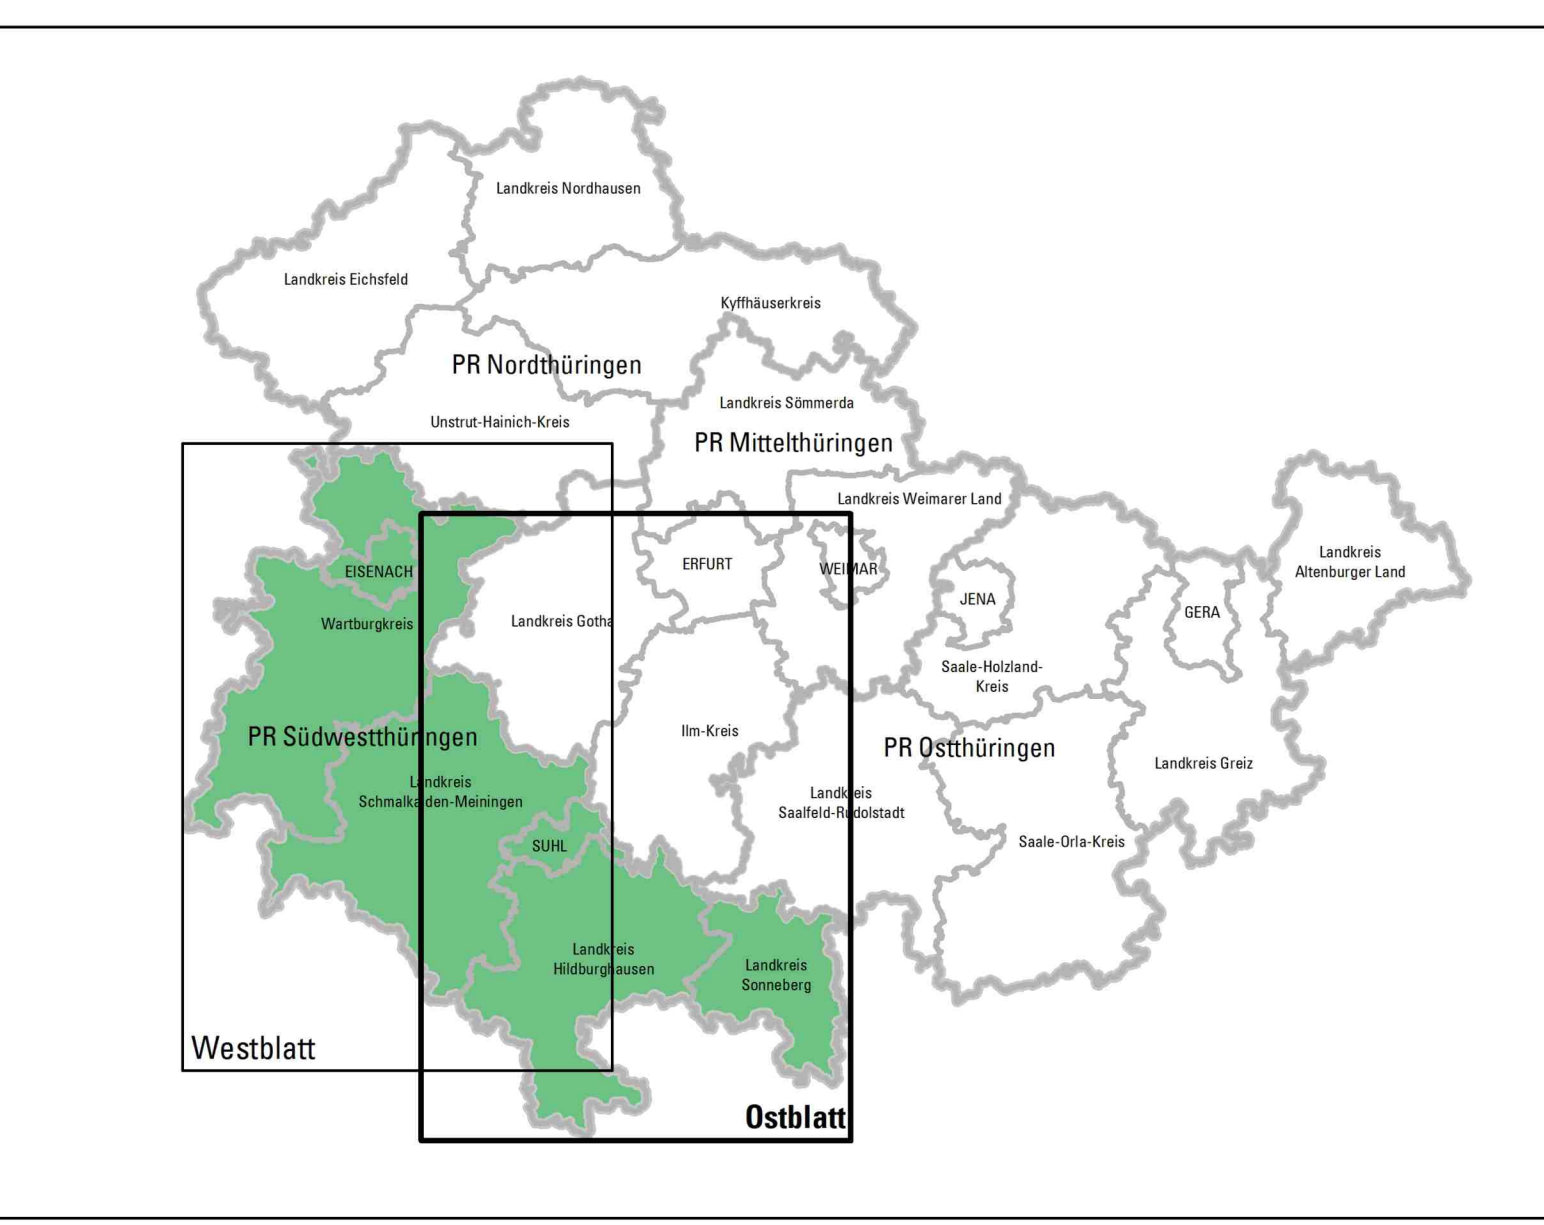 Landkreis Nordhausen
Landkreis Eichsfeld
Kyffhäuserkreis
PR Nordthüringen
Landkreis Sömmerda
Unstrut-Hainich-Kreis
PR Mittelthüringen
Landkreis Weimarer Land
Landkreis
Altenburger Land
ERFURT
WEIMAR
EISENACH
JENA
GERA
Wartburgkreis
Landkreis Gotha
Saale-Holzland-
Kreis
PR Südwestthüringen
Ilm-Kreis
PR Ostthüringen
Landkreis Greiz
Landkreis
Schmalkalden-Meiningen
Landkreis
Saalfeld-Rudolstadt
SUHL
Saale-Orla-Kreis
Landkreis
Hildburghausen
Landkreis
Sonneberg
Westblatt
Ostblatt